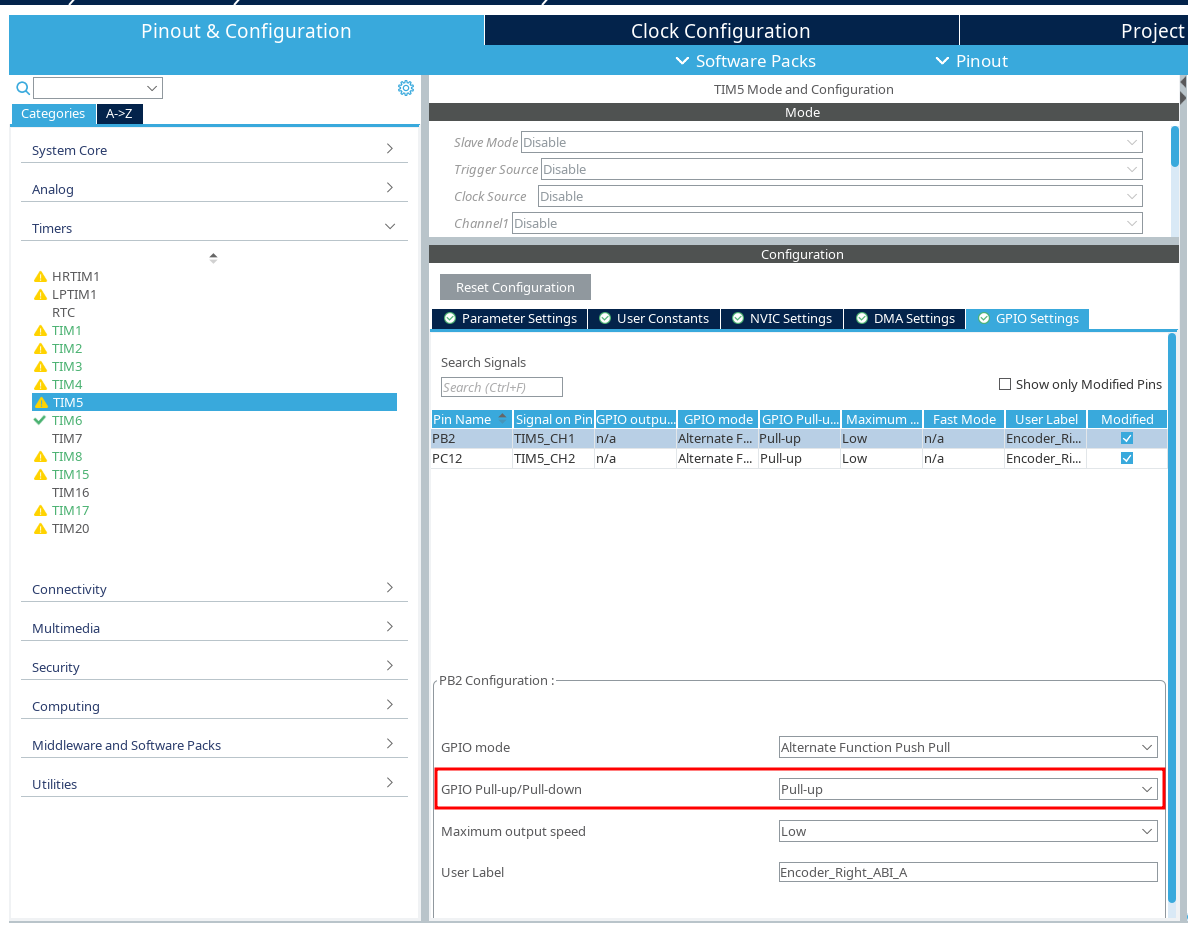 Pinout & Configuration
Clock Configuration
Project
Software Packs
Pinout
Categories
A->Z
System Core
Analog
Timers
HRTIM1
LPTIM1
RTC
TIM1
TIM2
TIM3
TIM4
TIM5
TIM6
TIM7
TIM8
TIM15
TIM16
TIM17
TIM20
Connectivity
Multimedia
Security
Computing
Middleware and Software Packs
Utilities
TIM5 Mode and Configuration
Mode
Slave Mode Disable
Trigger Source Disable
Clock Source Disable
Channel1 Disable
Configuration
Reset Configuration
Parameter Settings
User Constants
NVIC Settings
DMA Settings
GPIO Settings
Search Signals
Search (Ctrl+F)
Show only Modified Pins
Pin Name Signal on Pin GPIO outpu... GPIO mode GPIO Pull-u... Maximum ... Fast Mode User Label Modified
PB2 TIM5_CH1 n/a Alternate F... Pull-up Low n/a Encoder_Ri...
PC12 TIM5_CH2 n/a Alternate F... Pull-up Low n/a Encoder_Ri...
PB2 Configuration :
GPIO mode Alternate Function Push Pull
GPIO Pull-up/Pull-down Pull-up
Maximum output speed Low
User Label Encoder_Right_ABI_A